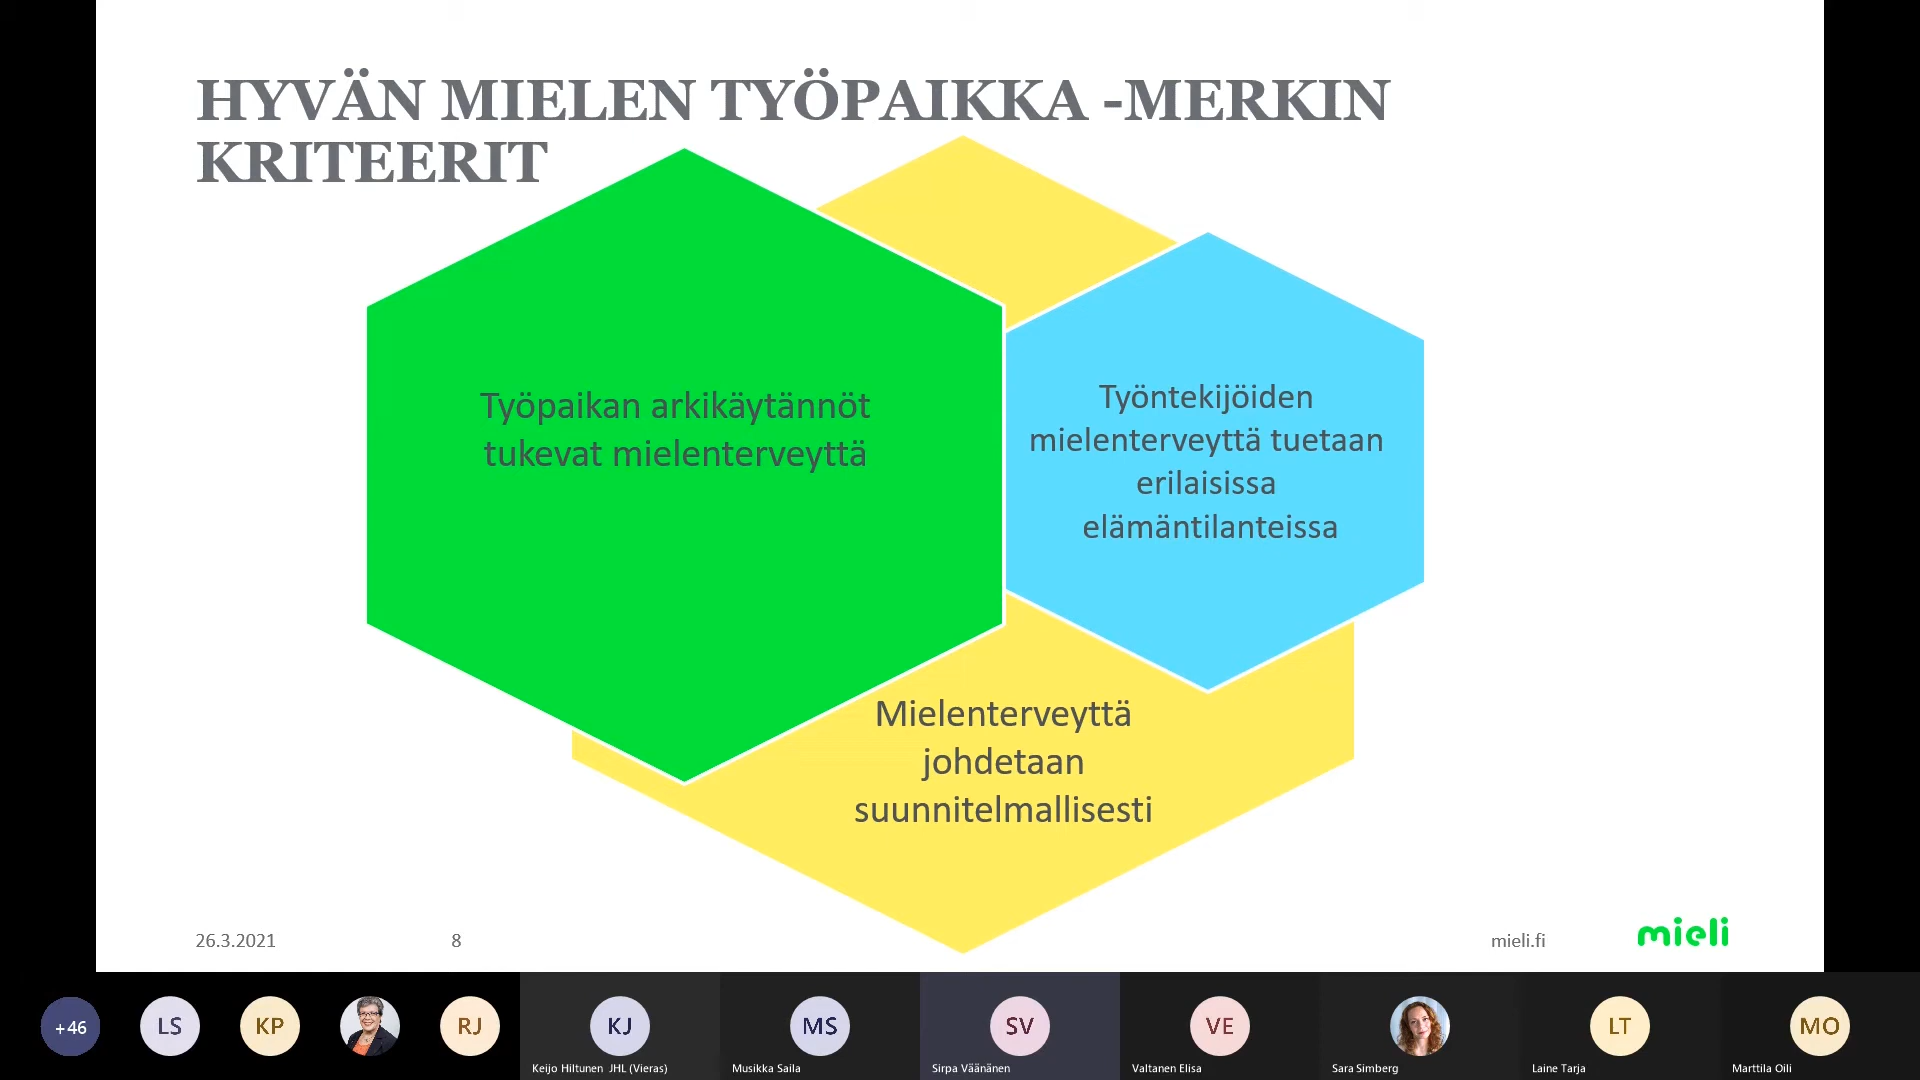 HYVÄN MIELEN TYÖPAIKKA -MERKIN
KRITEERIT
Työpaikan arkikäytännöt
tukevat mielenterveyttä
Työntekijöiden
mielenterveyttä tuetaan
erilaisissa
elämäntilanteissa
Mielenterveyttä
johdetaan
suunnitelmallisesti
26.3.2021
8
mieli.fi
mieli
+46
LS
KP
RJ
KJ
MS
SV
VE
LT
MO
Keijo Hiltunen JHL (Vieras)
Musikka Saila
Sirpa Väänänen
Valtanen Elisa
Sara Simberg
Laine Tarja
Marttila Oili